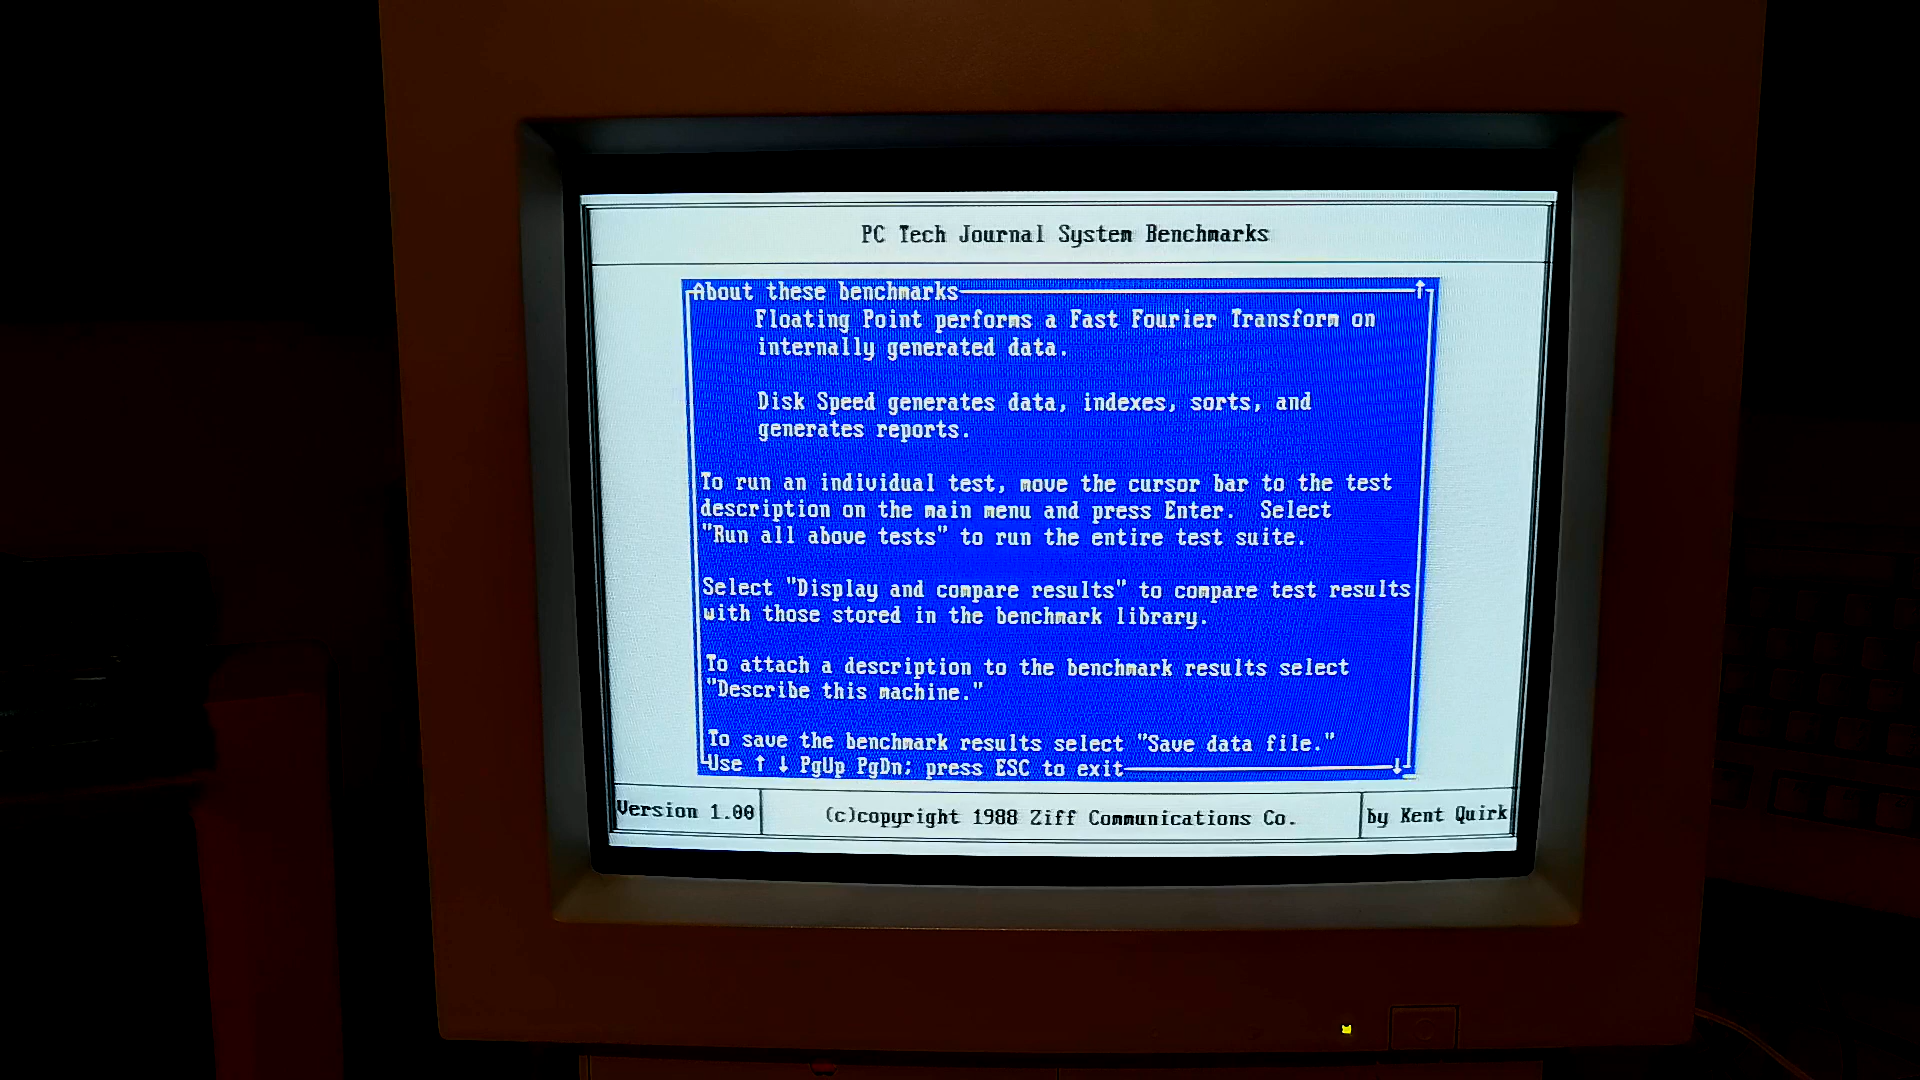 PC Tech Journal System Benchmarks
About these benchmarks ↑
Floating Point performs a Fast Fourier Transform on
internally generated data.
Disk Speed generates data, indexes, sorts, and
generates reports.
To run an individual test, move the cursor bar to the test
description on the main menu and press Enter.  Select
"Run all above tests" to run the entire test suite.
Select "Display and compare results" to compare test results
with those stored in the benchmark library.
To attach a description to the benchmark results select
"Describe this machine."
To save the benchmark results select "Save data file."
Use ↑ ↓ PgUp PgDn; press ESC to exit ↓
Version 1.00 (c)copyright 1988 Ziff Communications Co. by Kent Quirk